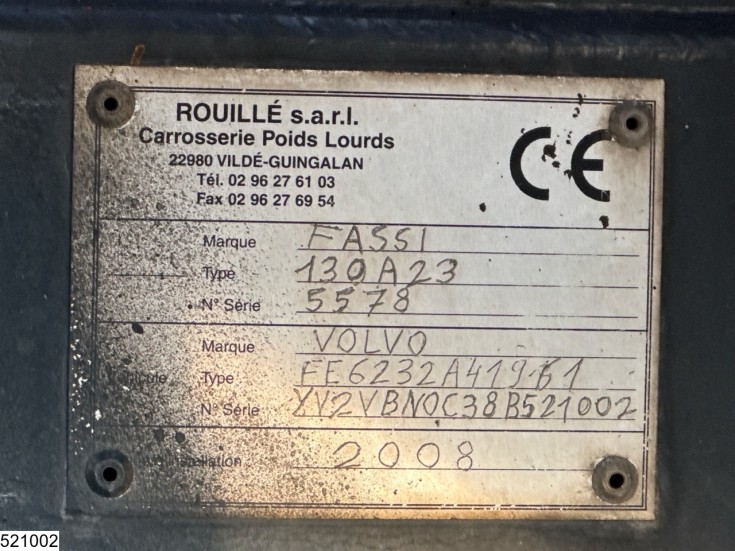 ROUILLÉ s.a.r.l.
Carrosserie Poids Lourds
22980 VILDÉ-GUINGALAN
Tél. 02 96 27 61 03
Fax 02 96 27 69 54
CE
Marque FASSI
Type 130A23
N° Série 5578
Marque VOLVO
Type
N° Série YV2VBN0C38B521002
2008
521002